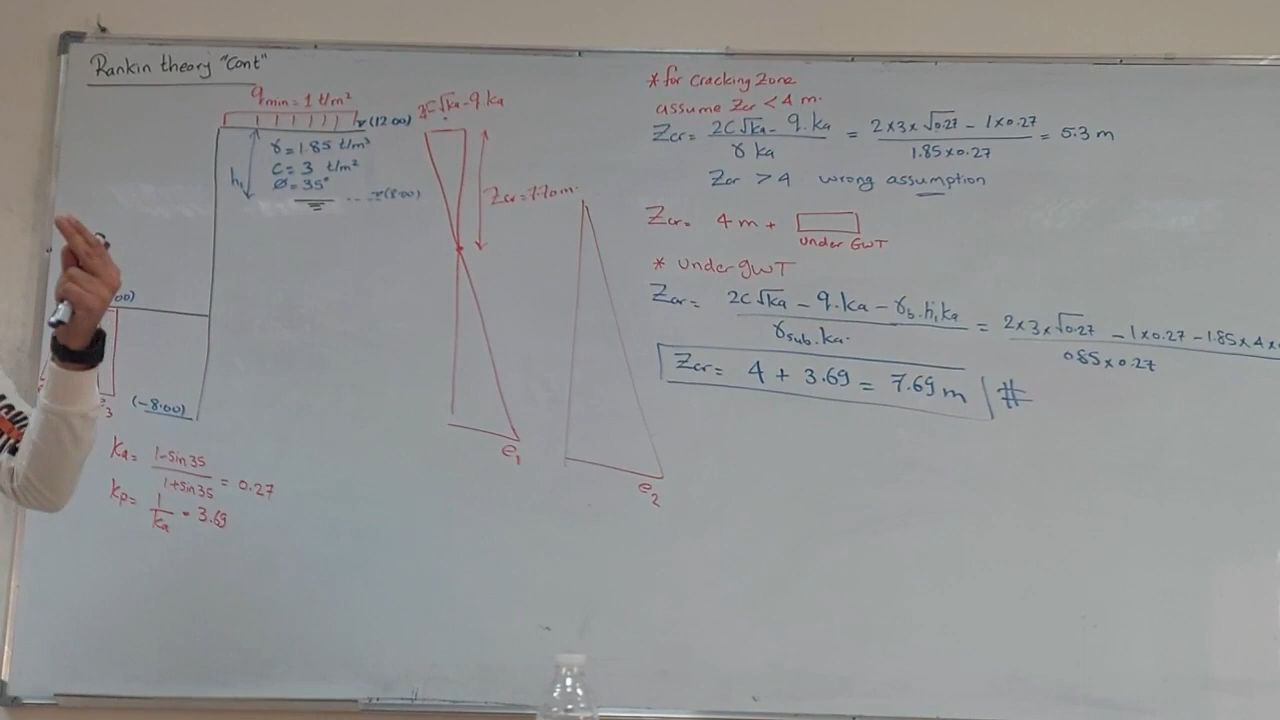 Rankin theory "Cont"
qmin = 1 t/m²
(12.00)
γ = 1.85 t/m³
C = 3 t/m²
Ø = 35°
h₁
(8.00)
00)
(-8.00)
e₃
ka = 1-sin35 / 1+sin35 = 0.27
kp = 1 / ka = 3.69
2C√ka - q ka
Zcr = 7.70m
e₁
e₂
* for cracking Zone
assume Zcr < 4 m.
Zcr = 2C√ka - q. ka / γ ka = 2x3x√0.27 - 1x0.27 / 1.85x0.27 = 5.3 m
Zcr > 4 wrong assumption
Zcr = 4m +
under GWT
* Under GWT
Zcr = 2C√ka - q. ka - γb. h₁ ka / γsub. ka. = 2x3x√0.27 - 1x0.27 - 1.85x4x / 0.85x0.27
Zcr = 4 + 3.69 = 7.69 m #